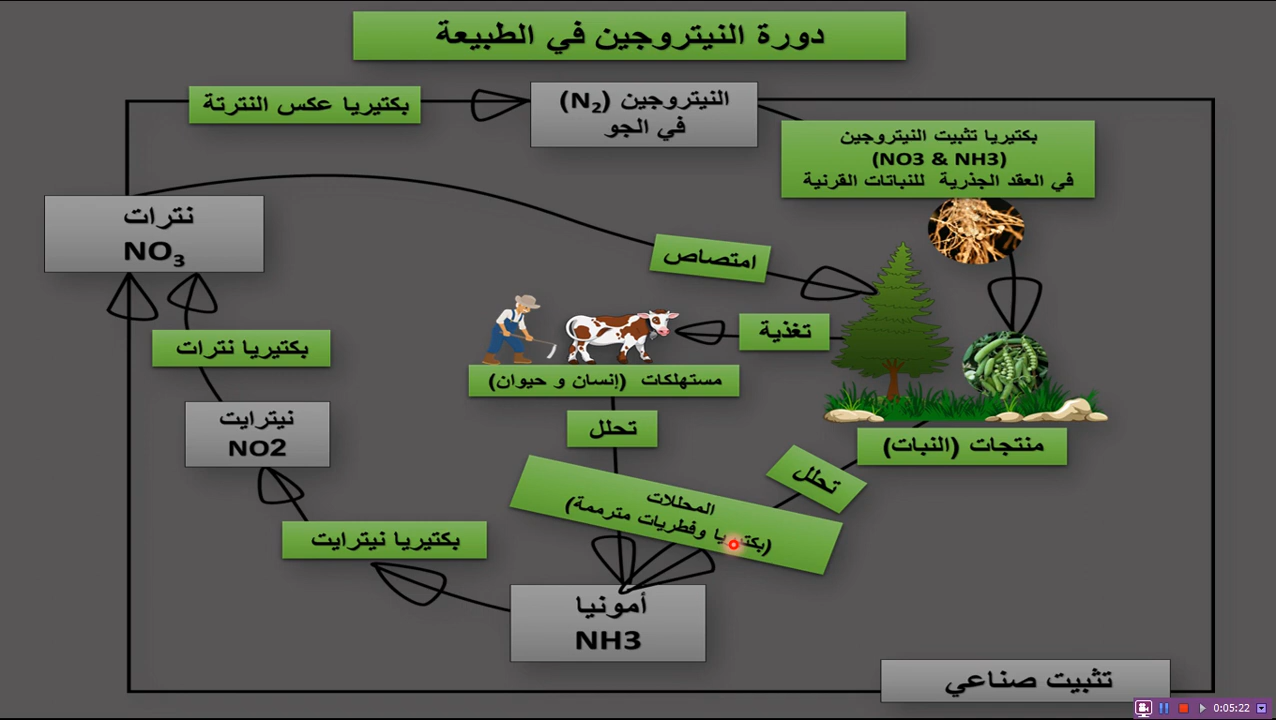 دورة النيتروجين في الطبيعة
بكتيريا عكس النترتة
النيتروجين (N₂)
في الجو
بكتيريا تثبيت النيتروجين
(NO3 & NH3)
في العقد الجذرية للنباتات القرنية
نترات
NO₃
امتصاص
تغذية
بكتيريا نترات
مستهلكات (إنسان و حيوان)
نيترايت
NO2
تحلل
منتجات (النبات)
تحلل
المحللات
(بكتيريا وفطريات مترممة)
بكتيريا نيترايت
أمونيا
NH3
تثبيت صناعي
0:05:22